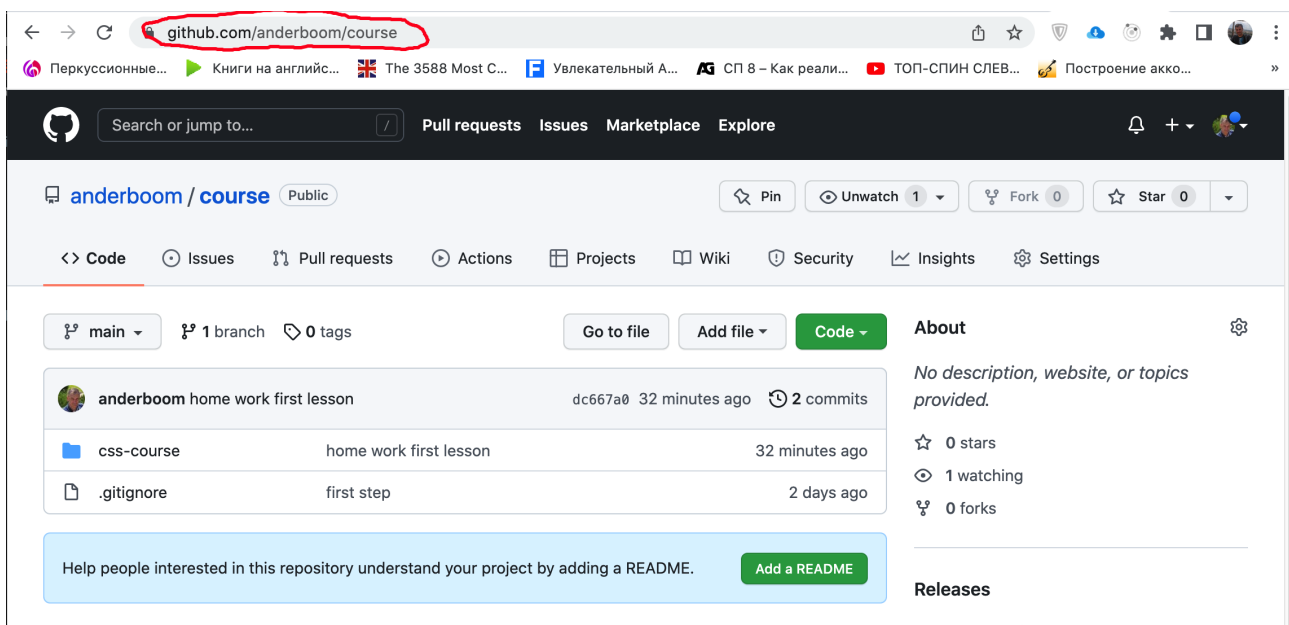 github.com/anderboom/course
Перкуссионные... Книги на английс... The 3588 Most C... Увлекательный А... AG СП 8 – Как реали... ТОП-СПИН СЛЕВ... Построение акко... »
Search or jump to... / Pull requests Issues Marketplace Explore
anderboom / course Public Pin Unwatch 1 Fork 0 Star 0
Code Issues Pull requests Actions Projects Wiki Security Insights Settings
main 1 branch 0 tags Go to file Add file Code
About
No description, website, or topics
provided.
0 stars
1 watching
0 forks
anderboom home work first lesson dc667a0 32 minutes ago 2 commits
css-course home work first lesson 32 minutes ago
.gitignore first step 2 days ago
Help people interested in this repository understand your project by adding a README. Add a README
Releases